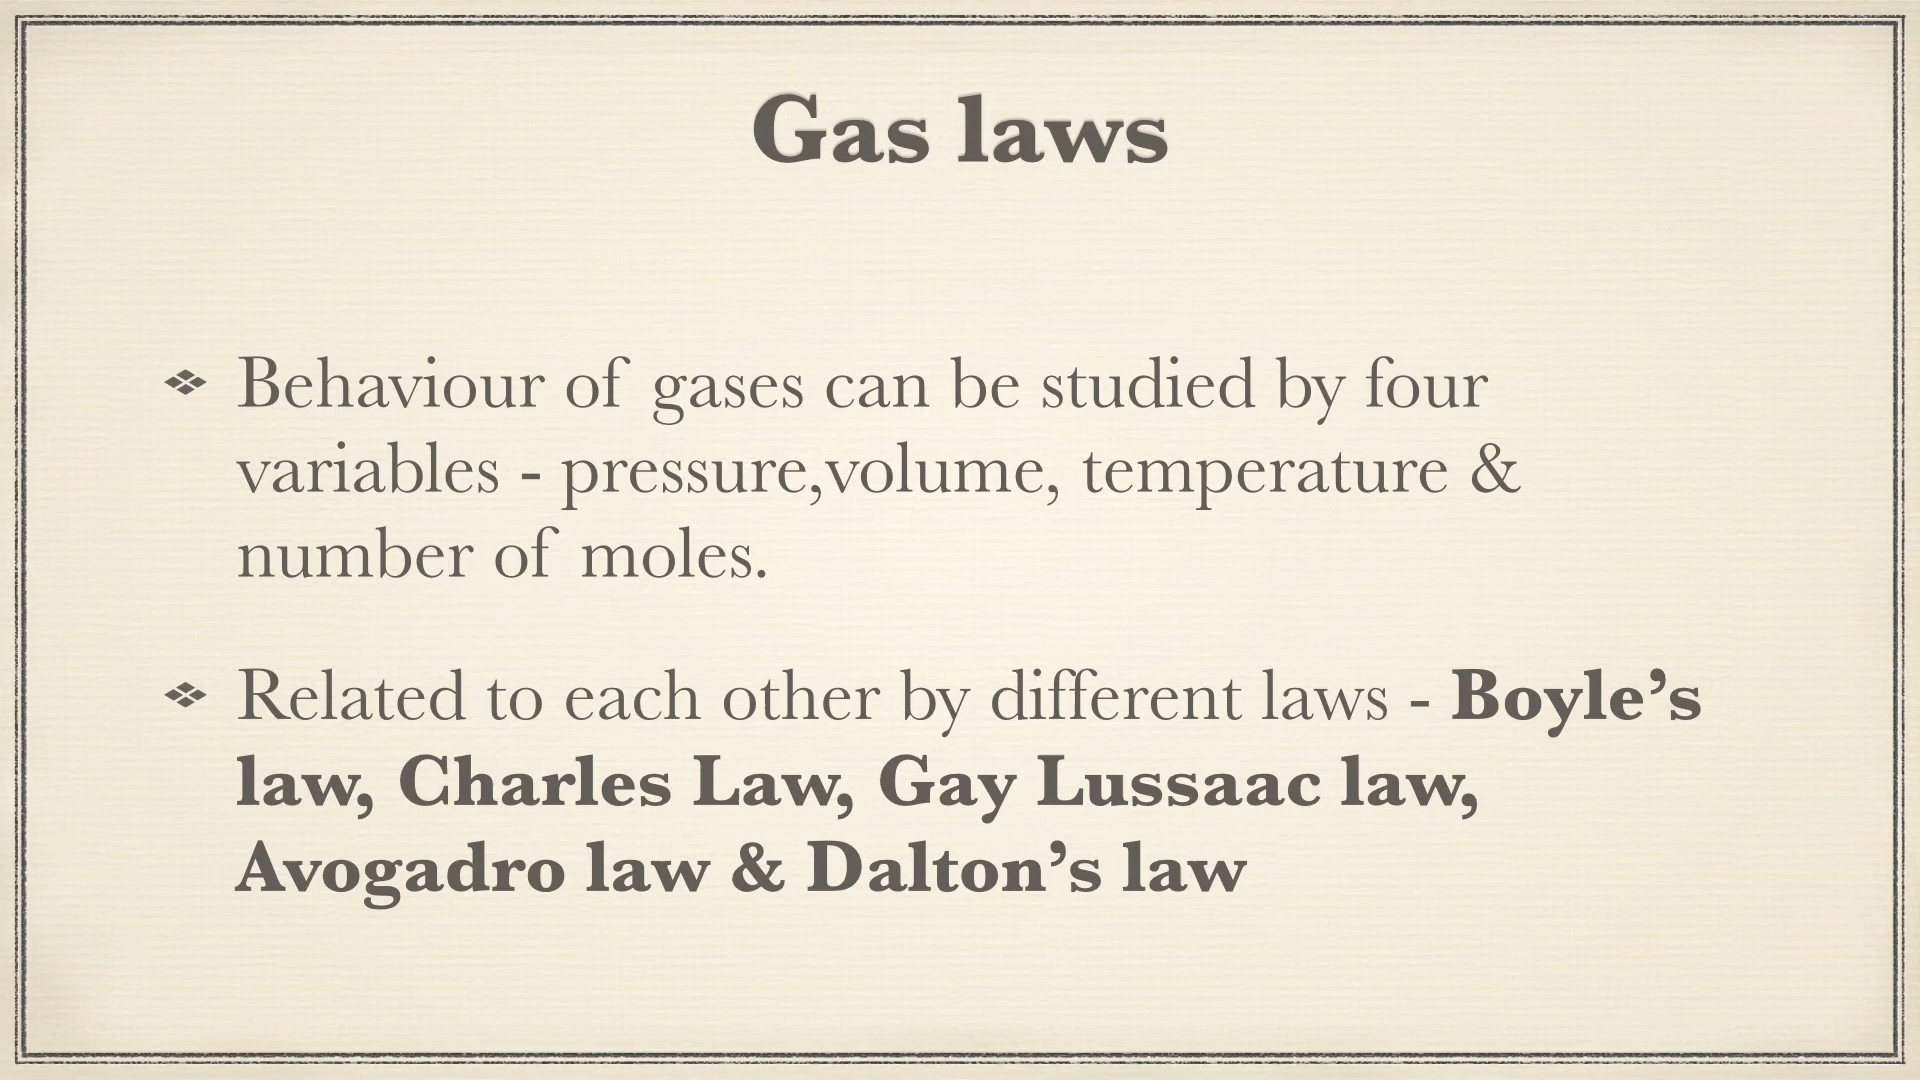 Gas laws
Behaviour of gases can be studied by four
variables - pressure,volume, temperature &
number of moles.
Related to each other by different laws - Boyle’s
law, Charles Law, Gay Lussaac law,
Avogadro law & Dalton’s law